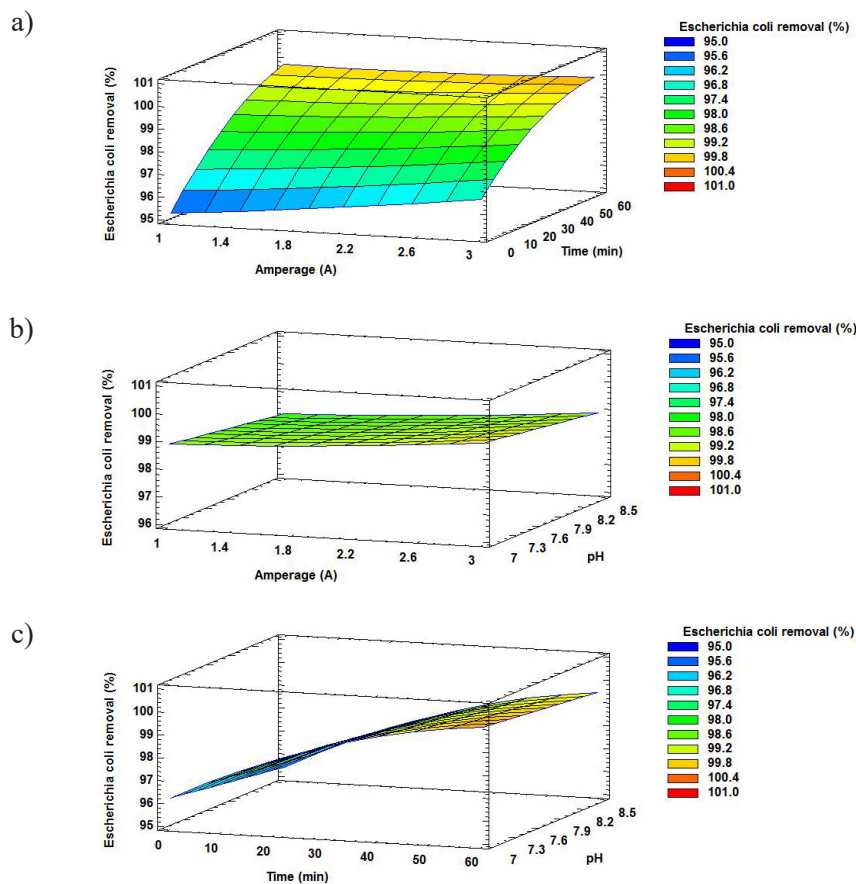 a)
Escherichia coli removal (%)
95.0
95.6
96.2
96.8
97.4
98.0
98.6
99.2
99.8
100.4
101.0
Escherichia coli removal (%)
101
100
99
98
97
96
95
1 1.4 1.8 2.2 2.6 3
Amperage (A)
0 10 20 30 40 50 60
Time (min)
b)
Escherichia coli removal (%)
95.0
95.6
96.2
96.8
97.4
98.0
98.6
99.2
99.8
100.4
101.0
Escherichia coli removal (%)
101
100
99
98
97
96
1 1.4 1.8 2.2 2.6 3
Amperage (A)
7 7.3 7.6 7.9 8.2 8.5
pH
c)
Escherichia coli removal (%)
95.0
95.6
96.2
96.8
97.4
98.0
98.6
99.2
99.8
100.4
101.0
Escherichia coli removal (%)
101
100
99
98
97
96
95
0 10 20 30 40 50 60
Time (min)
7 7.3 7.6 7.9 8.2 8.5
pH